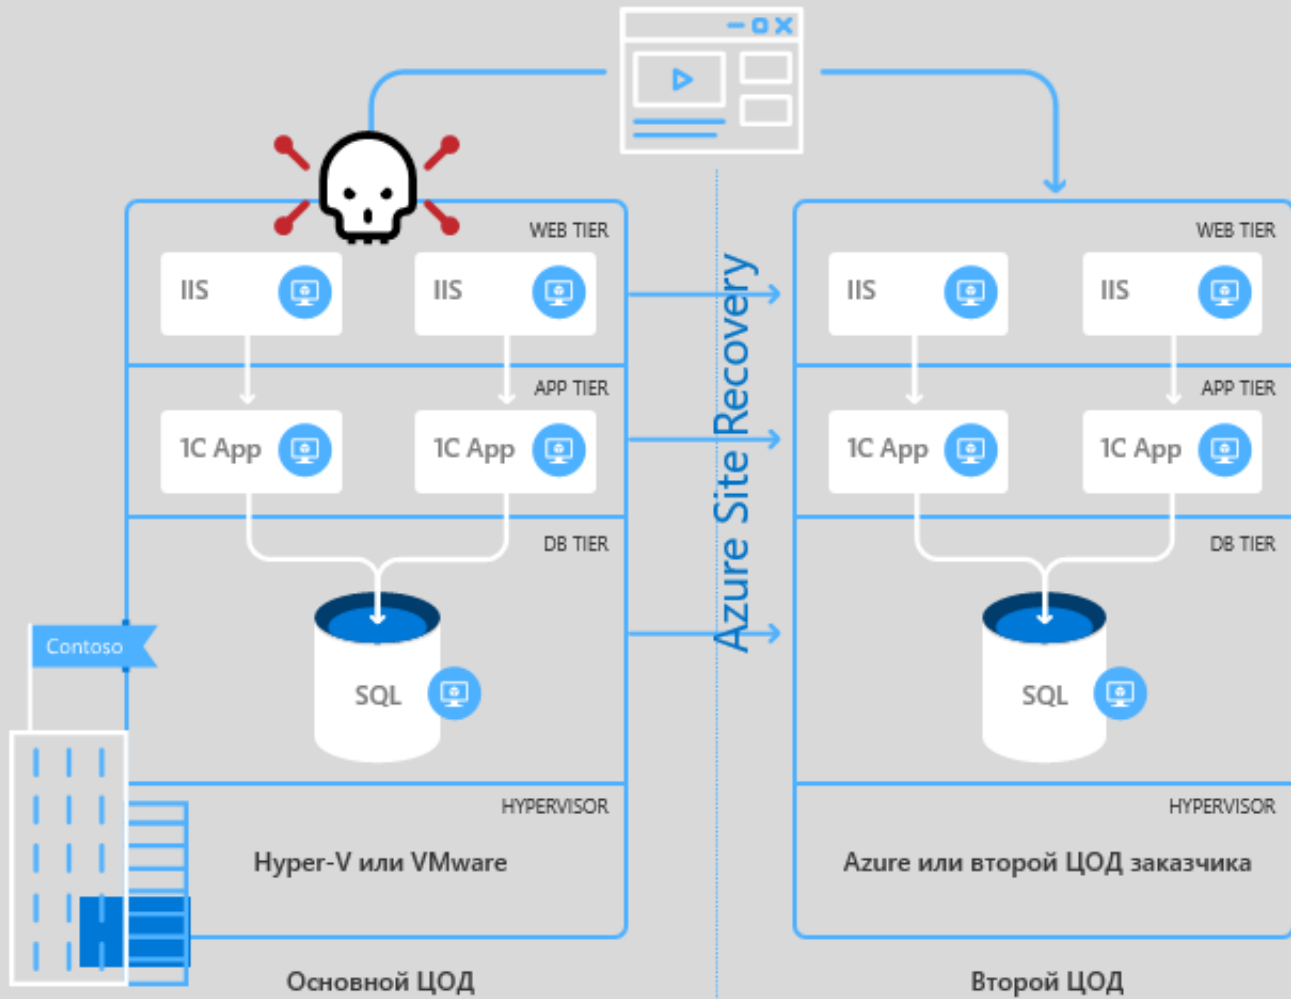 WEB TIER
WEB TIER
IIS
IIS
IIS
IIS
Azure Site Recovery
APP TIER
APP TIER
1C App
1C App
1C App
1C App
DB TIER
DB TIER
Contoso
SQL
SQL
HYPERVISOR
HYPERVISOR
Hyper-V или VMware
Azure или второй ЦОД заказчика
Основной ЦОД
Второй ЦОД